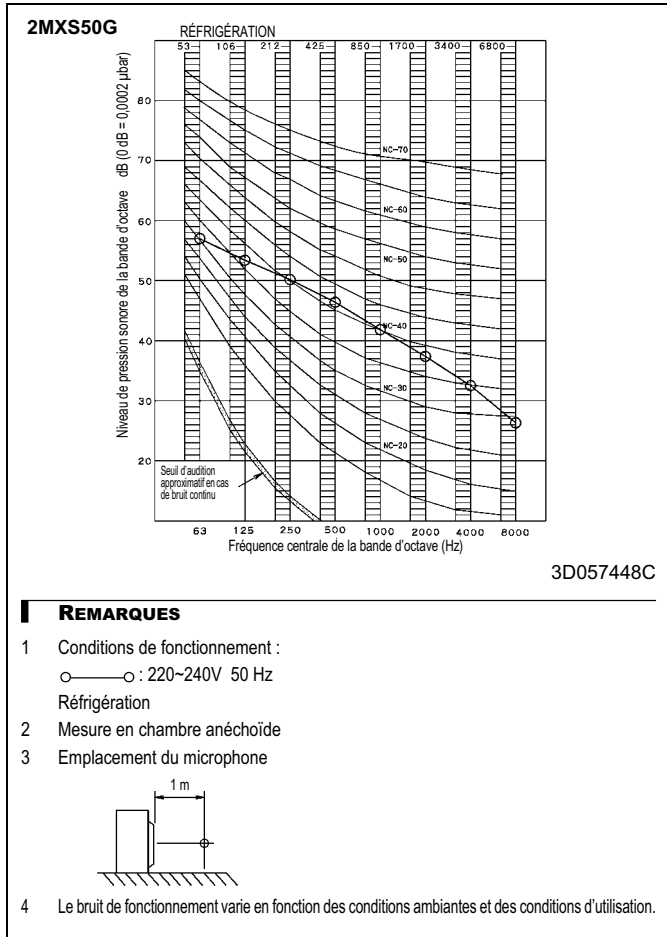 2MXS50G
RÉFRIGÉRATION
53 106 212 425 850 1700 3400 6800
Niveau de pression sonore de la bande d'octave dB (0 dB = 0,0002 µbar)
80
70
60
50
40
30
20
NC-70
NC-60
NC-50
NC-40
NC-30
NC-20
Seuil d'audition
approximatif en cas
de bruit continu
63 125 250 500 1000 2000 4000 8000
Fréquence centrale de la bande d'octave (Hz)
3D057448C
REMARQUES
1 Conditions de fonctionnement :
: 220~240V 50 Hz
Réfrigération
2 Mesure en chambre anéchoïde
3 Emplacement du microphone
1 m
4 Le bruit de fonctionnement varie en fonction des conditions ambiantes et des conditions d'utilisation.